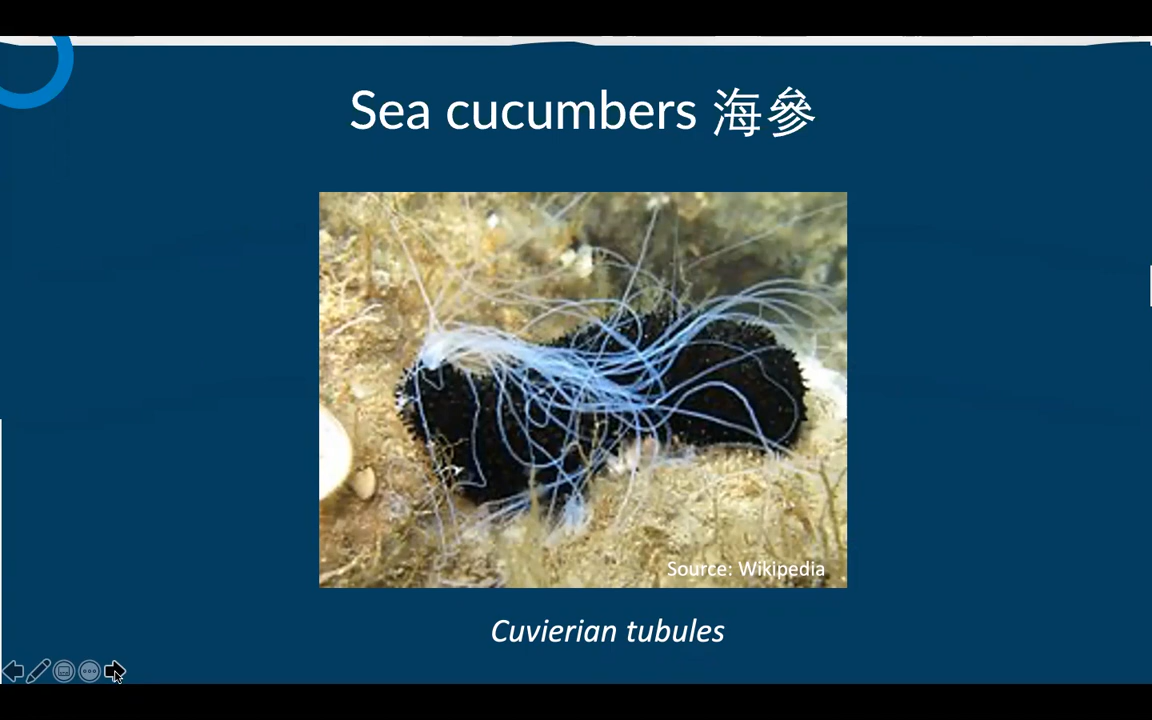 Sea cucumbers 海參
Source: Wikipedia
Cuvierian tubules